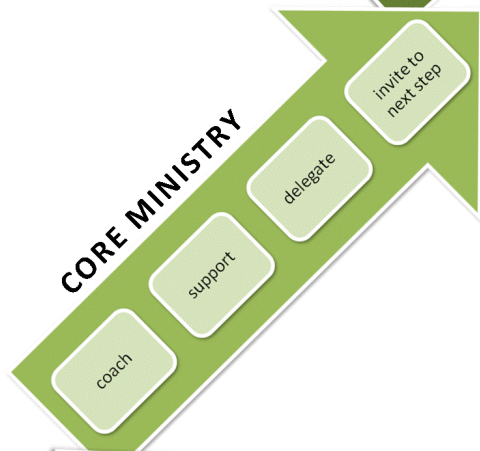 CORE MINISTRY
invite to
next step
delegate
support
coach